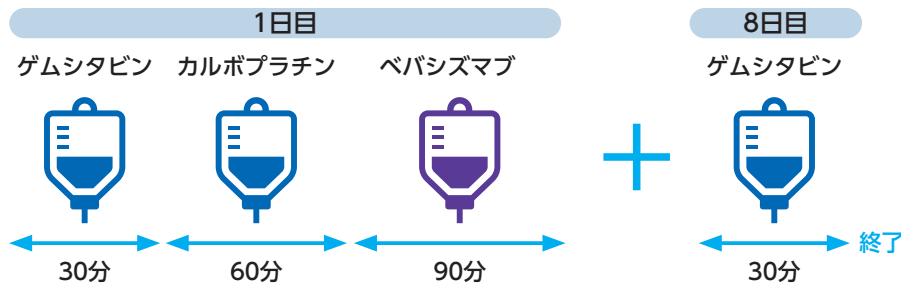 1日目
8日目
ゲムシタビン カルボプラチン ベバシズマブ ゲムシタビン
終了
30分 60分 90分 30分